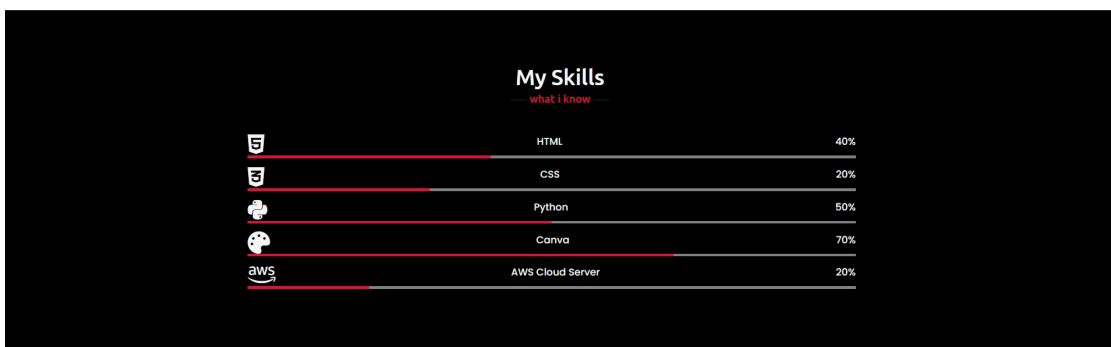 My Skills
what i know
HTML 40%
CSS 20%
Python 50%
Canva 70%
aws AWS Cloud Server 20%